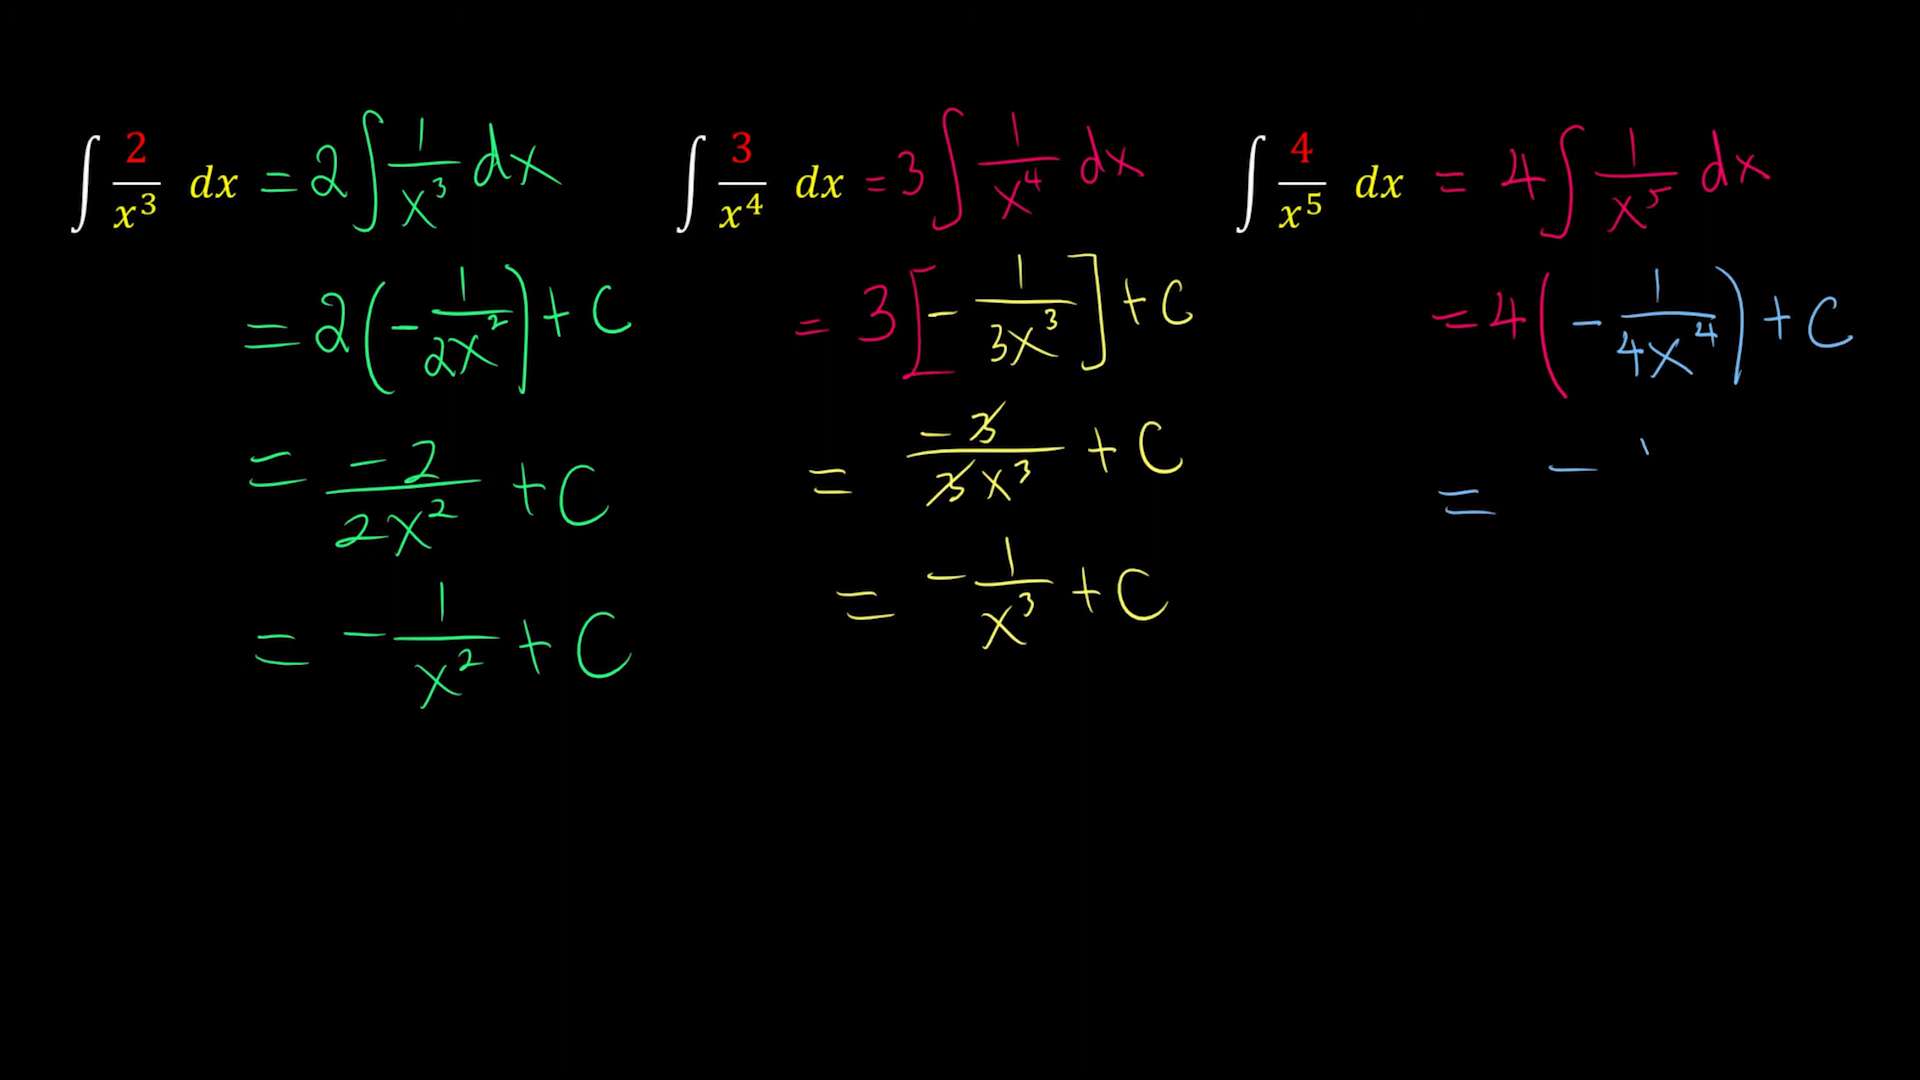 ∫ 2/x³ dx = 2 ∫ 1/x³ dx
= 2(- 1/2x²) + C
= -2/2x² + C
= - 1/x² + C
∫ 3/x⁴ dx = 3 ∫ 1/x⁴ dx
= 3[- 1/3x³] + C
= -3/3x³ + C
= - 1/x³ + C
∫ 4/x⁵ dx = 4 ∫ 1/x⁵ dx
= 4(- 1/4x⁴) + C
= -